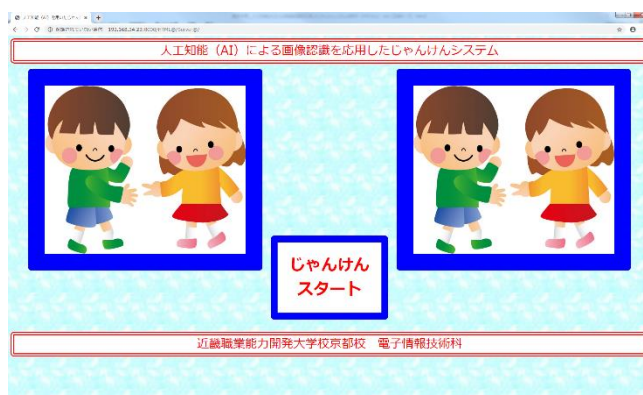 人工知能（AI）による画像認識を応用したじゃんけんシステム
じゃんけん
スタート
近畿職業能力開発大学校京都校　電子情報技術科